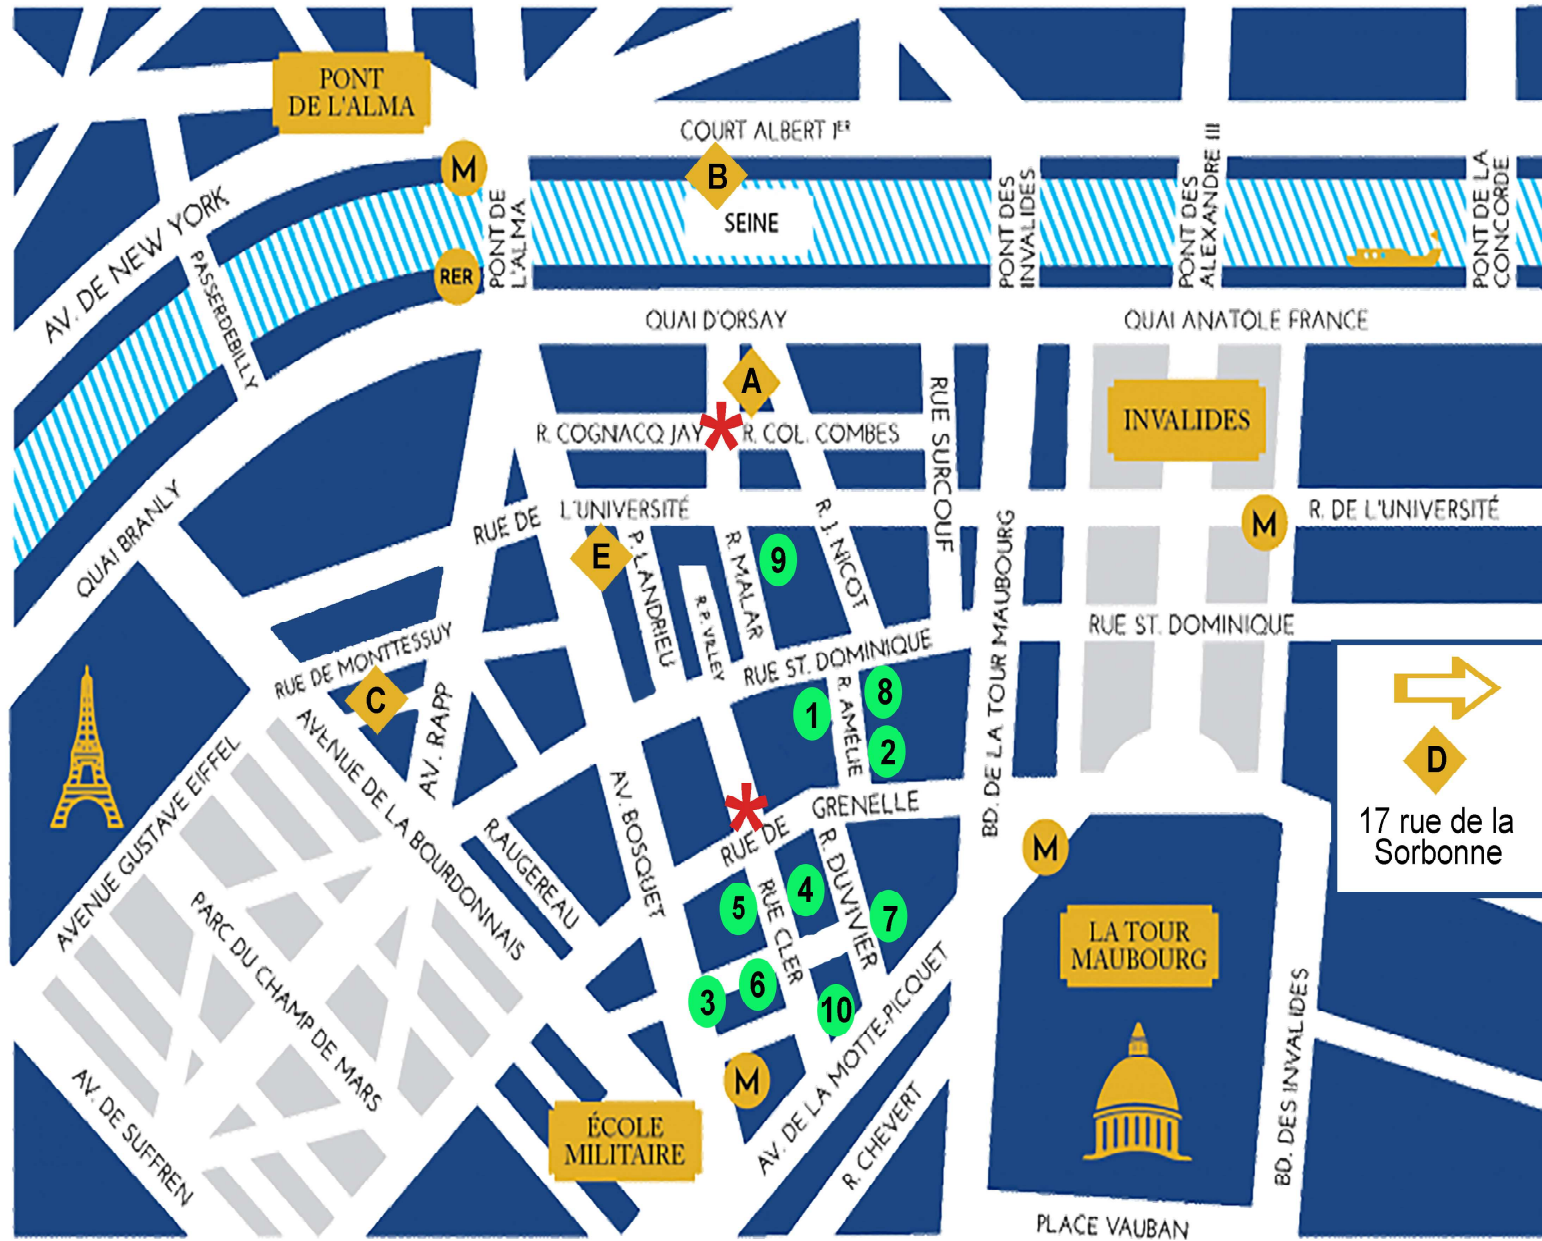 PONT
DE L'ALMA
COURT ALBERT 1ER
M
B
SEINE
PONT DE
L'ALMA
PONT DES
INVALIDES
PONT DES
ALEXANDRE III
PONT DE LA
CONCORDE
AV. DE NEW YORK
PASSERDEBILLY
RER
QUAI D'ORSAY
QUAI ANATOLE FRANCE
A
R. COGNACQ JAY
*
R. COL. COMBES
RUE SURCOUF
INVALIDES
QUAI BRANLY
RUE DE
L'UNIVERSITÉ
M
R. DE L'UNIVERSITÉ
E
P. LANDRIEU
R.P. VILLEY
R. MALAR
9
R. J. NICOT
BD. DE LA TOUR MAUBOURG
RUE ST. DOMINIQUE
RUE DE MONTTESSUY
C
RUE ST. DOMINIQUE
1
R. AMÉLIE
8
2
D
17 rue de la
Sorbonne
AVENUE GUSTAVE EIFFEL
AVENUE DE LA BOURDONNAIS
AV. RAPP
R.AUGEREAU
AV. BOSQUET
*
RUE DE
GRENELLE
M
5
RUE CLER
4
R. DUVIVIER
7
LA TOUR
MAUBOURG
PARC DU CHAMP DE MARS
3
6
10
M
AV. DE LA MOTTE-PICQUET
R. CHEVERT
BD. DES INVALIDES
AV. DE SUFFREN
ÉCOLE
MILITAIRE
PLACE VAUBAN